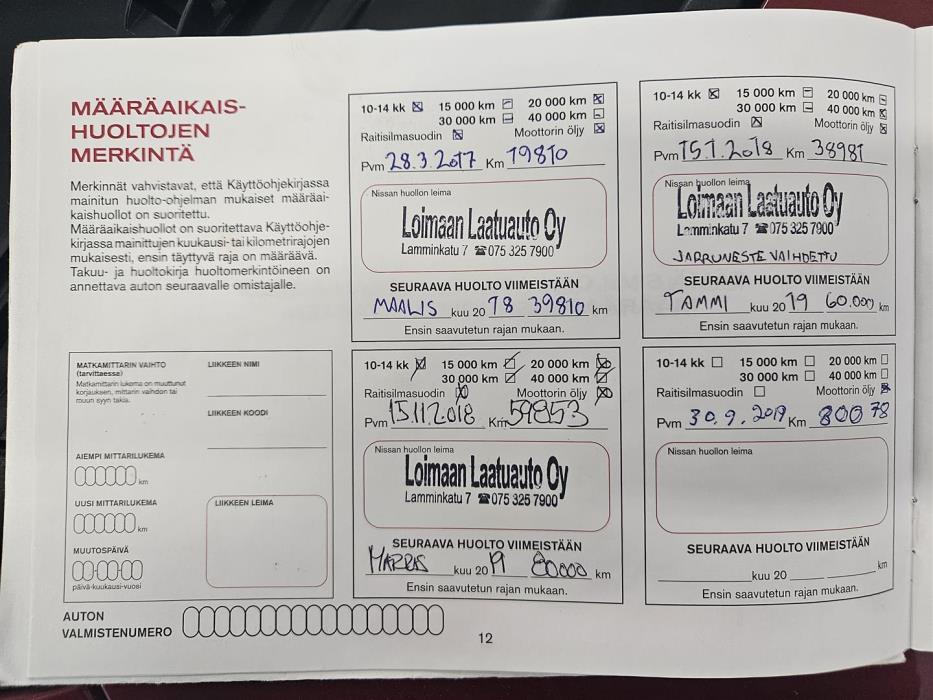 MÄÄRÄAIKAIS-
HUOLTOJEN
MERKINTÄ
Merkinnät vahvistavat, että Käyttöohjekirjassa
mainitun huolto-ohjelman mukaiset määräai-
kaishuollot on suoritettu.
Määräaikaishuollot on suoritettava Käyttöohje-
kirjassa mainittujen kuukausi- tai kilometrirajojen
mukaisesti, ensin täyttyvä raja on määräävä.
Takuu- ja huoltokirja huoltomerkintöineen on
annettava auton seuraavalle omistajalle.
10-14 kk 15 000 km 20 000 km
30 000 km 40 000 km
Raitisilmasuodin Moottorin öljy
Pvm 28.3.2017 Km 19810
Nissan huollon leima
Loimaan Laatuauto Oy
Lamminkatu 7 ☎075 325 7900
SEURAAVA HUOLTO VIIMEISTÄÄN
MAALIS kuu 20 18 39810 km
Ensin saavutetun rajan mukaan.
10-14 kk 15 000 km 20 000 km
30 000 km 40 000 km
Raitisilmasuodin Moottorin öljy
Pvm 15.1.2018 Km 38981
Nissan huollon leima
Loimaan Laatuauto Oy
Lamminkatu 7 ☎075 325 7900
JARRUNESTE VAIHDETTU
SEURAAVA HUOLTO VIIMEISTÄÄN
TAMMI kuu 20 19 60.000 km
Ensin saavutetun rajan mukaan.
MATKAMITTARIN VAIHTO
(tarvittaessa)
Matkamittarin lukema on muuttunut
korjauksen, mittarin vaihdon tai
muun syyn takia.
AIEMPI MITTARILUKEMA
km
UUSI MITTARILUKEMA
km
MUUTOSPÄIVÄ
päivä-kuukausi-vuosi
LIIKKEEN NIMI
LIIKKEEN KOODI
LIIKKEEN LEIMA
10-14 kk 15 000 km 20 000 km
30 000 km 40 000 km
Raitisilmasuodin Moottorin öljy
Pvm 15.11.2018 Km 59853
Nissan huollon leima
Loimaan Laatuauto Oy
Lamminkatu 7 ☎075 325 7900
SEURAAVA HUOLTO VIIMEISTÄÄN
MARRAS kuu 20 19 80000 km
Ensin saavutetun rajan mukaan.
10-14 kk 15 000 km 20 000 km
30 000 km 40 000 km
Raitisilmasuodin Moottorin öljy
Pvm 30.9.2019 Km 80078
Nissan huollon leima
SEURAAVA HUOLTO VIIMEISTÄÄN
kuu 20 km
Ensin saavutetun rajan mukaan.
AUTON
VALMISTENUMERO
12